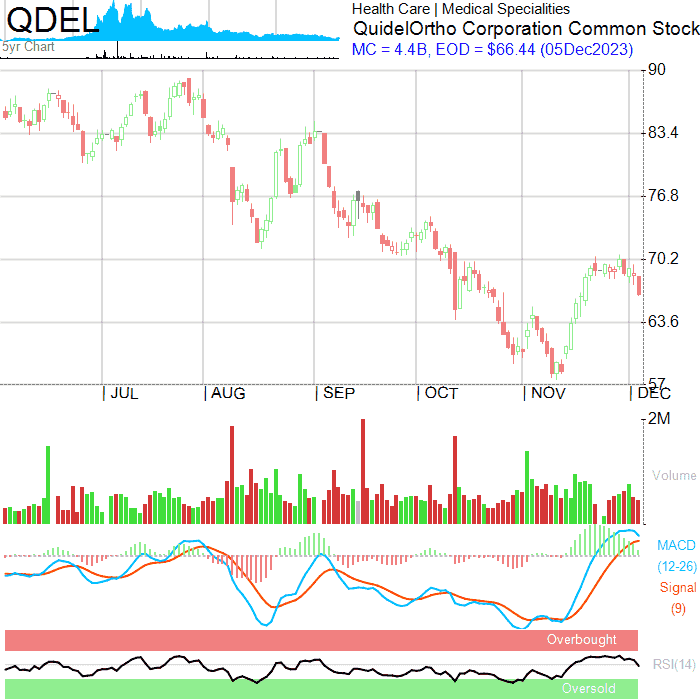 QDEL
5yr Chart
Health Care | Medical Specialities
QuidelOrtho Corporation Common Stock
MC = 4.4B, EOD = $66.44 (05Dec2023)
90
83.4
76.8
70.2
63.6
57
| JUL | AUG | SEP | OCT | NOV | DEC
2M
Volume
MACD
(12-26)
Signal
(9)
Overbought
RSI(14)
Oversold